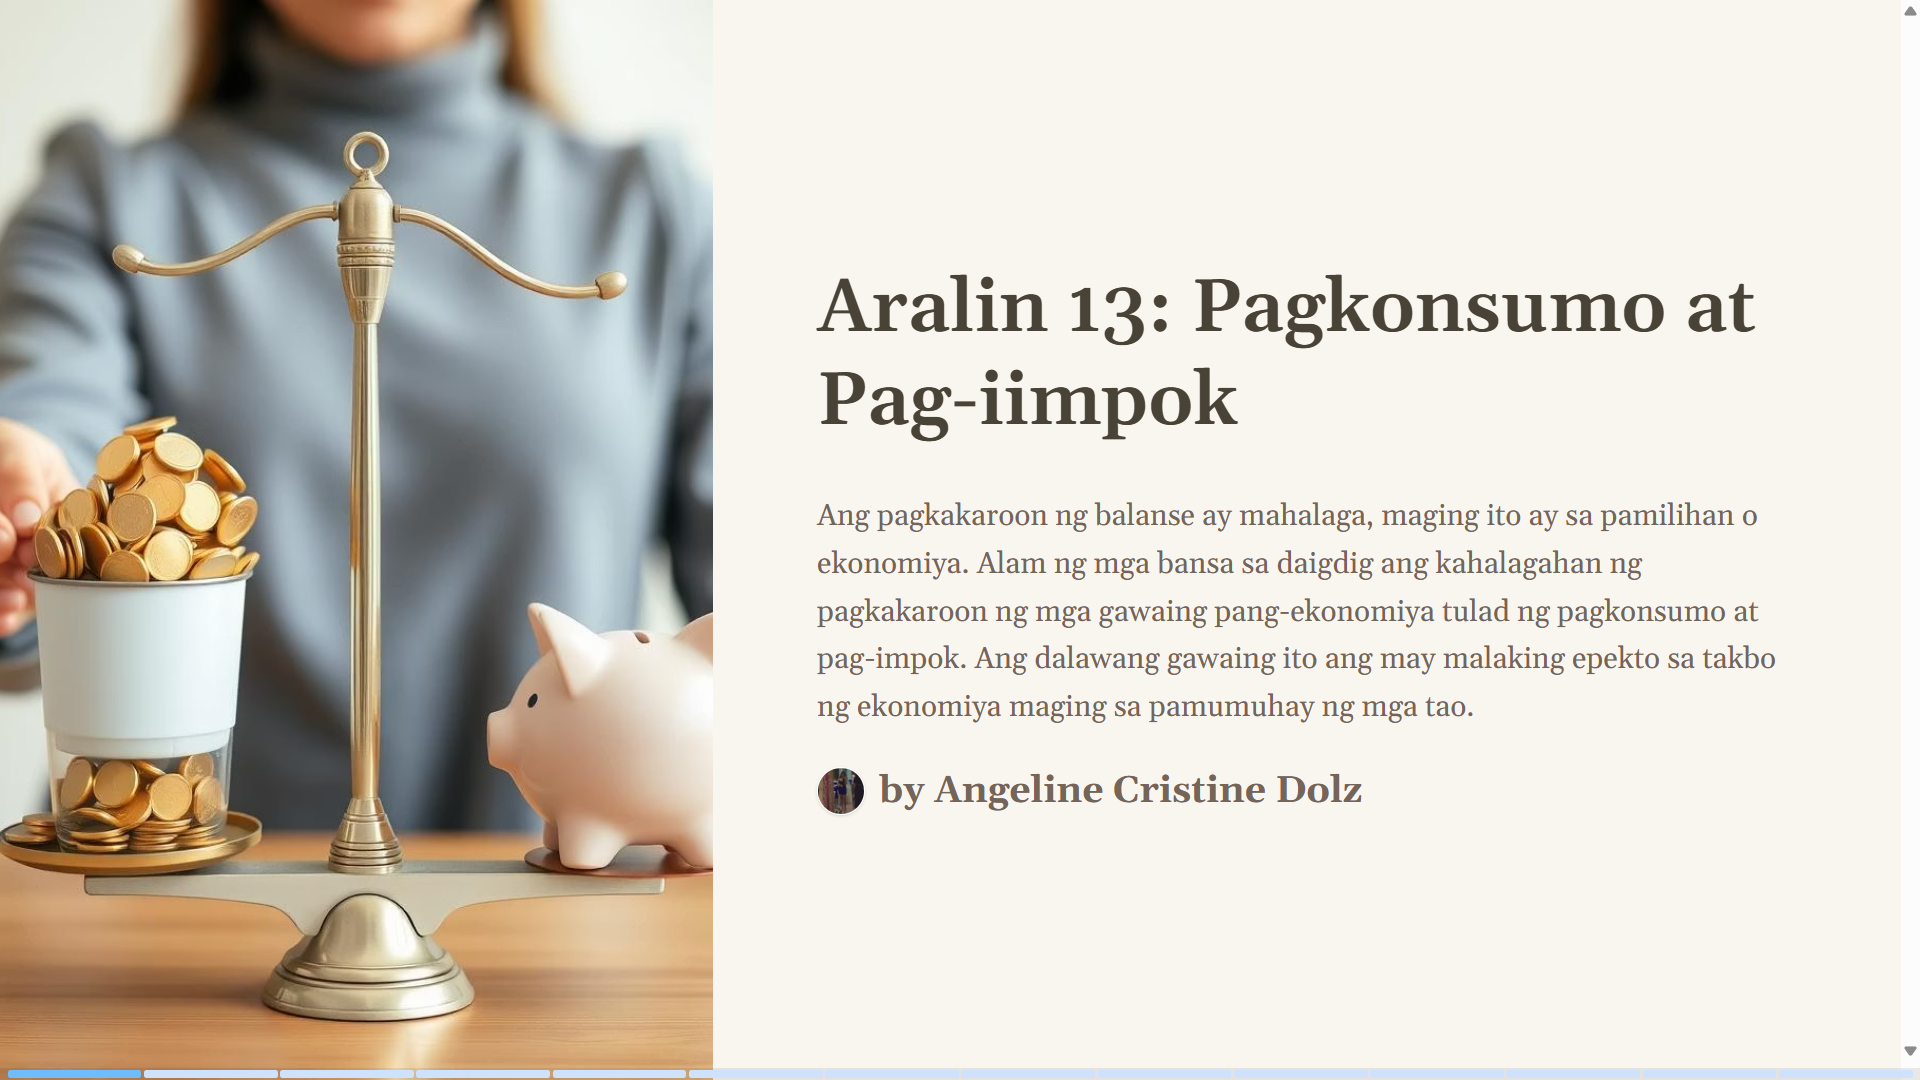 Aralin 13: Pagkonsumo at
Pag-iimpok
Ang pagkakaroon ng balanse ay mahalaga, maging ito ay sa pamilihan o
ekonomiya. Alam ng mga bansa sa daigdig ang kahalagahan ng
pagkakaroon ng mga gawaing pang-ekonomiya tulad ng pagkonsumo at
pag-impok. Ang dalawang gawaing ito ang may malaking epekto sa takbo
ng ekonomiya maging sa pamumuhay ng mga tao.
by Angeline Cristine Dolz